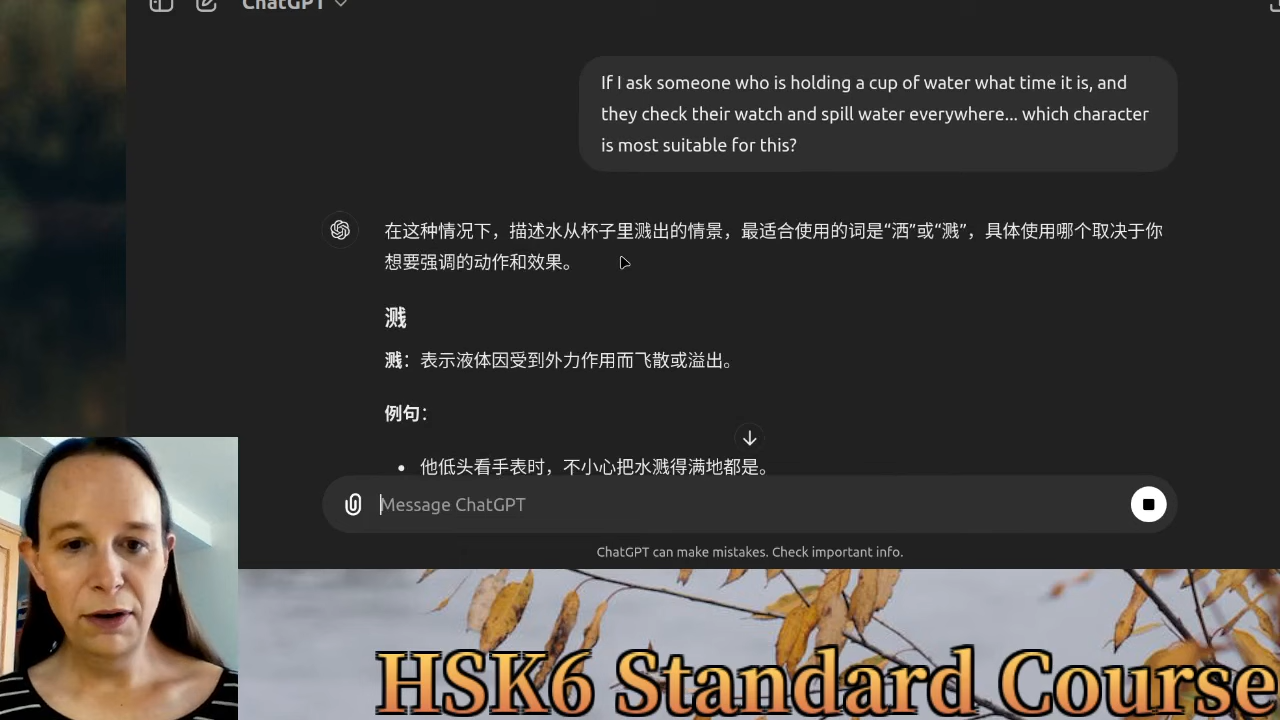 ChatGPT
If I ask someone who is holding a cup of water what time it is, and
they check their watch and spill water everywhere... which character
is most suitable for this?
在这种情况下，描述水从杯子里溅出的情景，最适合使用的词是“洒”或“溅”，具体使用哪个取决于你
想要强调的动作和效果。
溅
溅：表示液体因受到外力作用而飞散或溢出。
例句：
• 他低头看手表时，不小心把水溅得满地都是。
Message ChatGPT
ChatGPT can make mistakes. Check important info.
HSK6 Standard Course